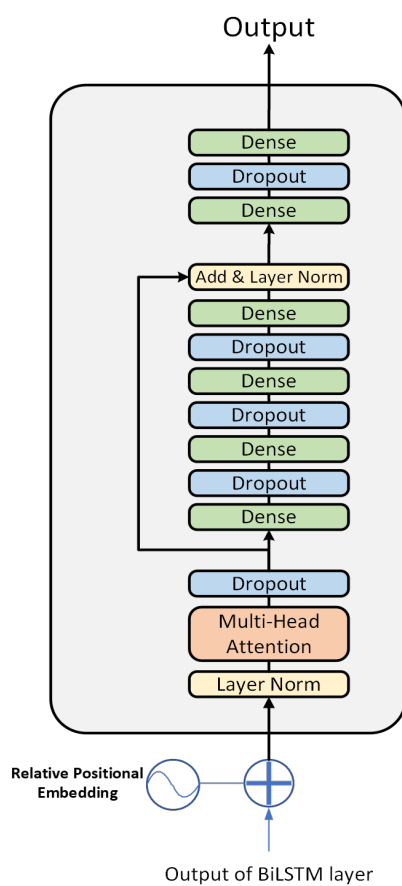 Output
Dense
Dropout
Dense
Add & Layer Norm
Dense
Dropout
Dense
Dropout
Dense
Dropout
Dense
Dropout
Multi-Head
Attention
Layer Norm
Relative Positional
Embedding
Output of BiLSTM layer